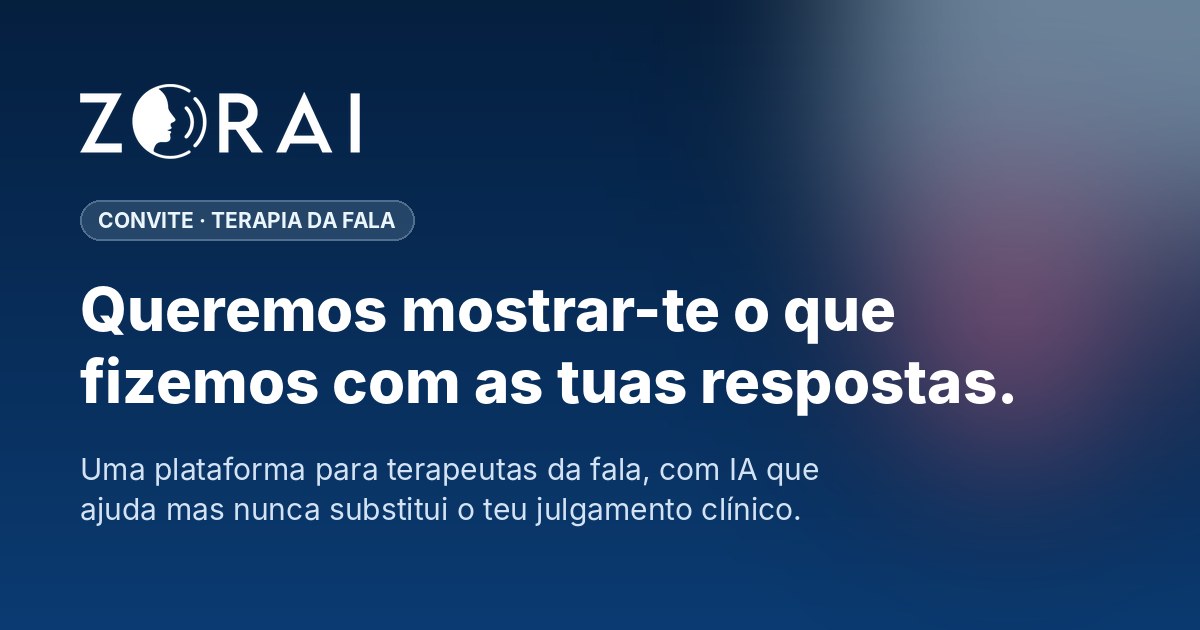 ZORAI
CONVITE · TERAPIA DA FALA
Queremos mostrar-te o que
fizemos com as tuas respostas.
Uma plataforma para terapeutas da fala, com IA que
ajuda mas nunca substitui o teu julgamento clínico.